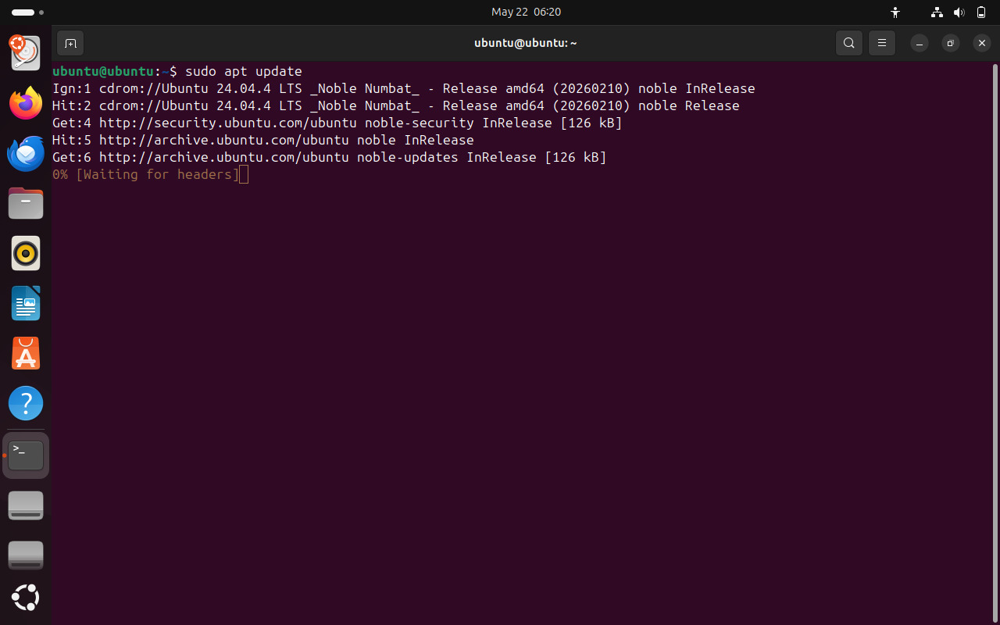 May 22 06:20
ubuntu@ubuntu: ~
ubuntu@ubuntu:~$ sudo apt update
Ign:1 cdrom://Ubuntu 24.04.4 LTS _Noble Numbat_ - Release amd64 (20260210) noble InRelease
Hit:2 cdrom://Ubuntu 24.04.4 LTS _Noble Numbat_ - Release amd64 (20260210) noble Release
Get:4 http://security.ubuntu.com/ubuntu noble-security InRelease [126 kB]
Hit:5 http://archive.ubuntu.com/ubuntu noble InRelease
Get:6 http://archive.ubuntu.com/ubuntu noble-updates InRelease [126 kB]
0% [Waiting for headers]